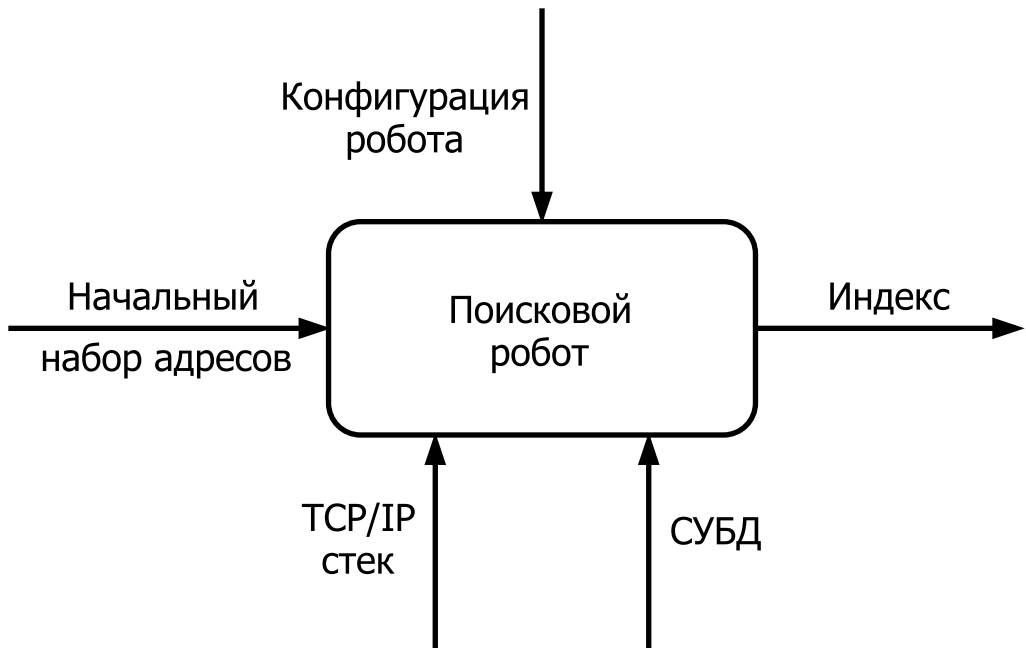 Конфигурация
робота
Начальный
набор адресов
Поисковой
робот
Индекс
TCP/IP
стек
СУБД